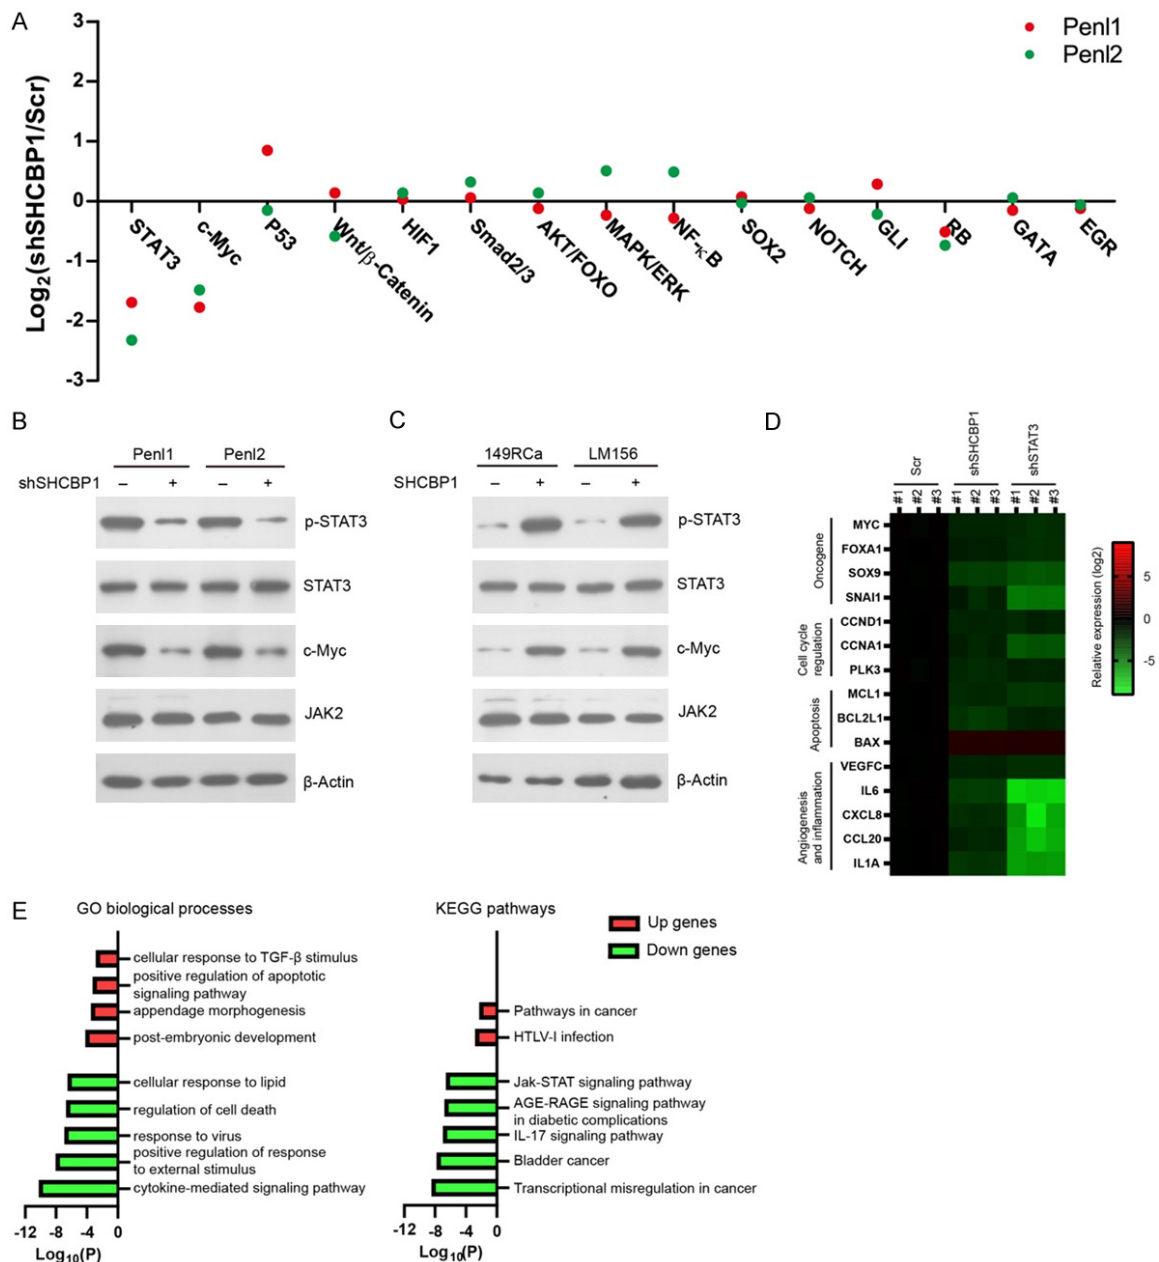 A
3
2
1
0
-1
-2
-3
Log2(shSHCBP1/Scr)
Penl1
Penl2
STAT3
c-Myc
P53
Wnt/β-Catenin
HIF1
Smad2/3
AKT/FOXO
MAPK/ERK
NF-κB
SOX2
NOTCH
GLI
RB
GATA
EGR
B
Penl1 Penl2
shSHCBP1 – + – +
p-STAT3
STAT3
c-Myc
JAK2
β-Actin
C
149RCa LM156
SHCBP1 – + – +
p-STAT3
STAT3
c-Myc
JAK2
β-Actin
D
Scr
shSHCBP1
shSTAT3
#1 #2 #3 #1 #2 #3 #1 #2 #3
Oncogene
MYC
FOXA1
SOX9
SNAI1
Cell cycle
regulation
CCND1
CCNA1
PLK3
Apoptosis
MCL1
BCL2L1
BAX
Angiogenesis
and inflammation
VEGFC
IL6
CXCL8
CCL20
IL1A
Relative expression (log2)
5
0
-5
E
GO biological processes
cellular response to TGF-β stimulus
positive regulation of apoptotic
signaling pathway
appendage morphogenesis
post-embryonic development
cellular response to lipid
regulation of cell death
response to virus
positive regulation of response
to external stimulus
cytokine-mediated signaling pathway
-12 -8 -4 0
Log10(P)
KEGG pathways
Up genes
Down genes
Pathways in cancer
HTLV-I infection
Jak-STAT signaling pathway
AGE-RAGE signaling pathway
in diabetic complications
IL-17 signaling pathway
Bladder cancer
Transcriptional misregulation in cancer
-12 -8 -4 0
Log10(P)